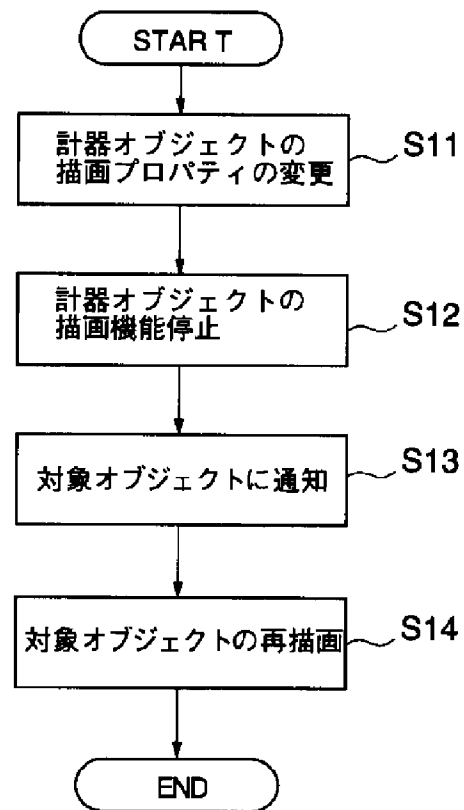 START
計器オブジェクトの
描画プロパティの変更
S11
計器オブジェクトの
描画機能停止
S12
対象オブジェクトに通知
S13
対象オブジェクトの再描画
S14
END